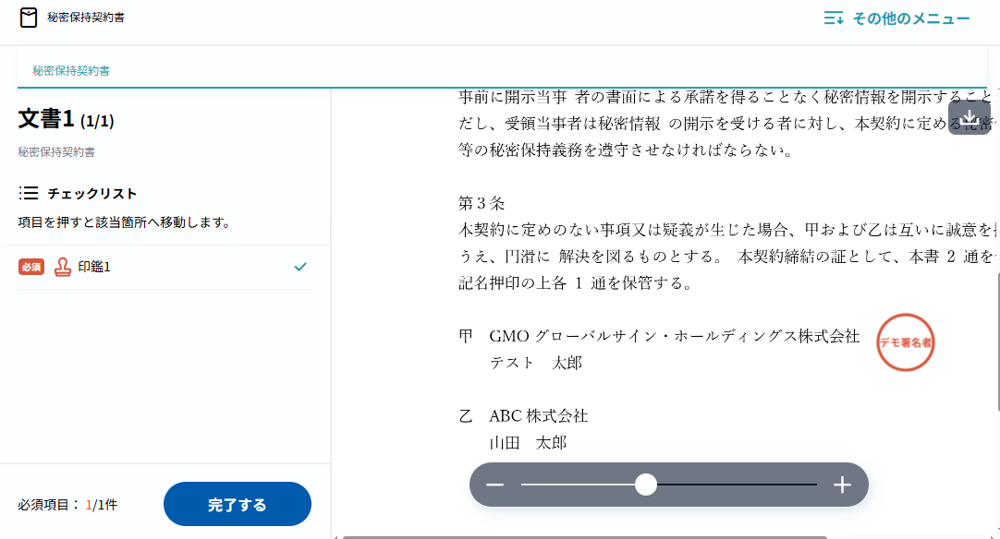 秘密保持契約書
その他のメニュー
秘密保持契約書
文書1 (1/1)
秘密保持契約書
チェックリスト
項目を押すと該当箇所へ移動します。
必須 印鑑1
必須項目： 1/1件
完了する
事前に開示当事 者の書面による承諾を得ることなく秘密情報を開示すること
だし、受領当事者は秘密情報 の開示を受ける者に対し、本契約に定める秘密
等の秘密保持義務を遵守させなければならない。
第３条
本契約に定めのない事項又は疑義が生じた場合、甲および乙は互いに誠意を
うえ、円滑に 解決を図るものとする。 本契約締結の証として、本書 2 通を
記名押印の上各 1 通を保管する。
甲 GMO グローバルサイン・ホールディングス株式会社
テスト 太郎
デモ署名者
乙 ABC 株式会社
山田 太郎